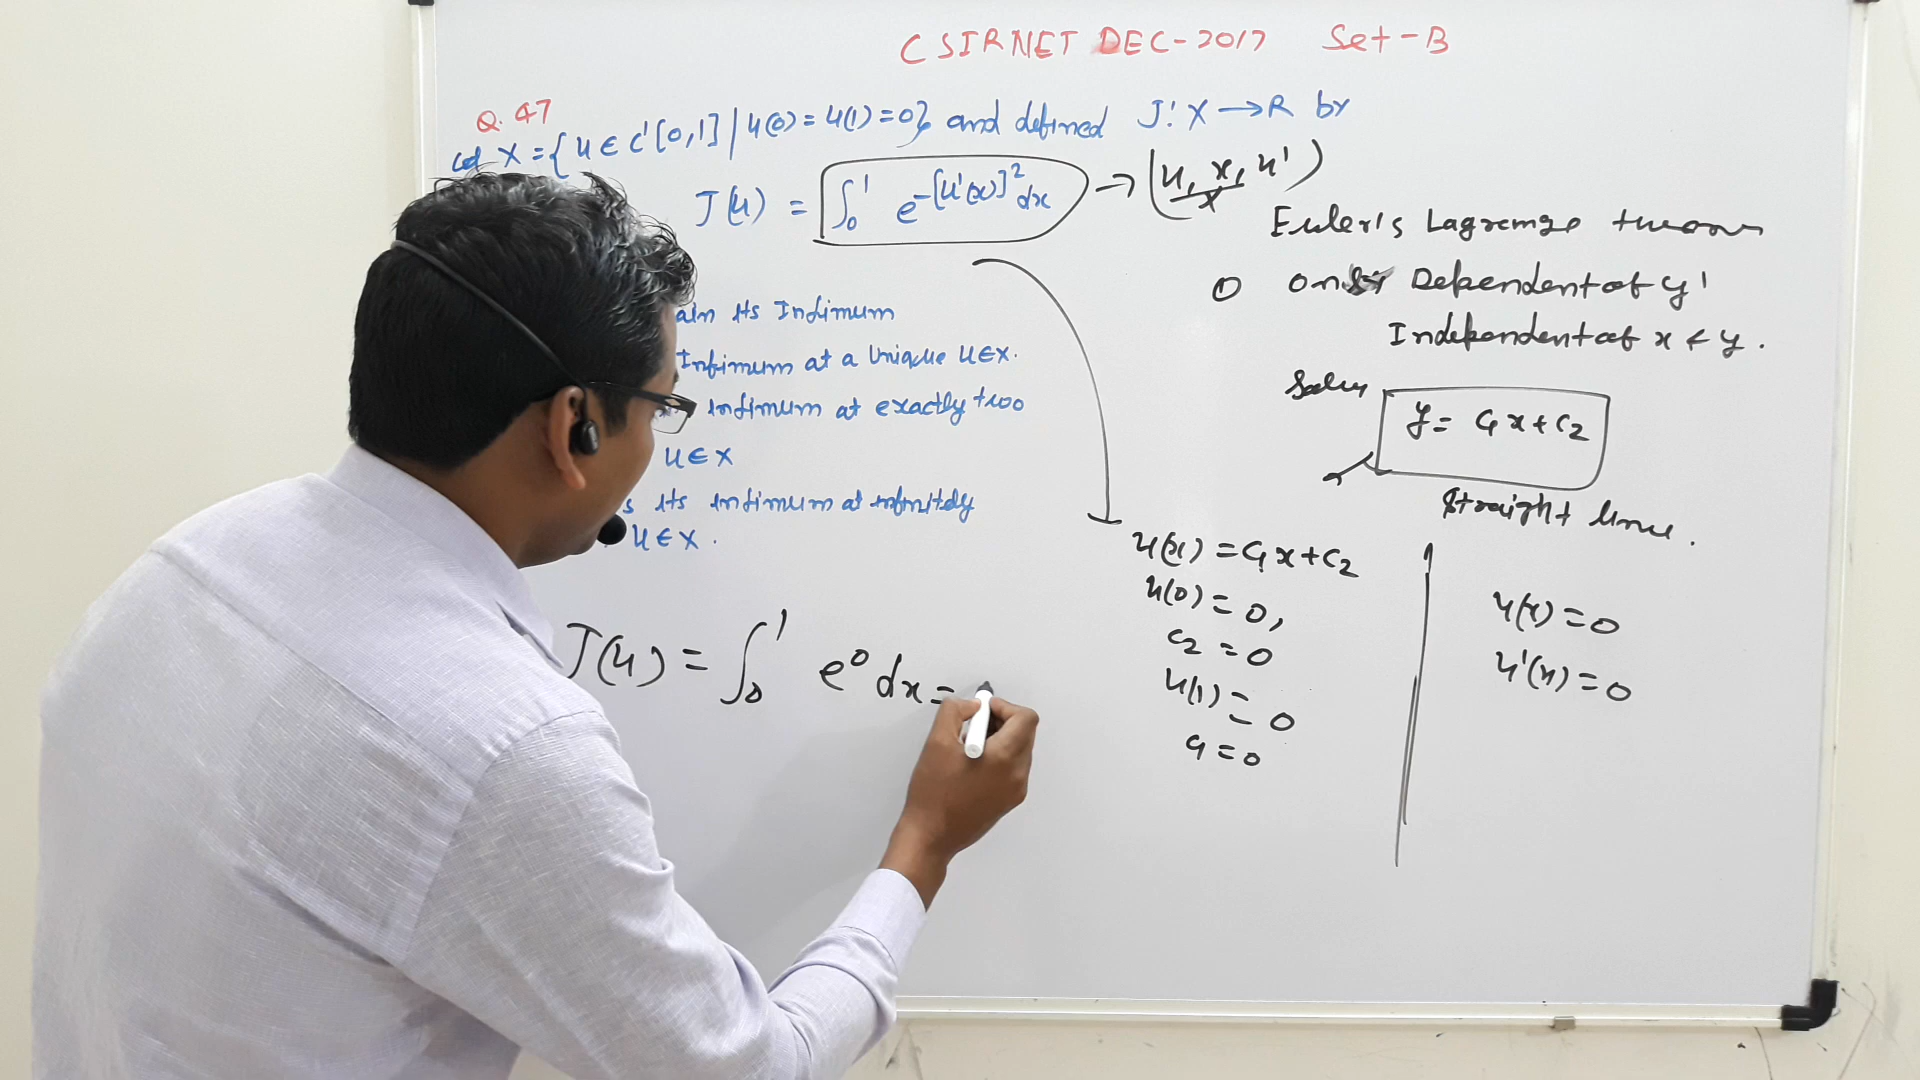 CSIRNET DEC-2017 Set-B
Q. 47
Let X = {u ∈ C'[0,1] | u(0) = u(1) = 0} and defined J: X → R by
J(u) = ∫₀¹ e^-[u'(x)]² dx → (u, x, u')
Euler's Lagrange theorem
① Only Dependent of y'
Independent of x & y.
Soln
y = c₁x + c₂
Straight line.
ain its Infimum
Infimum at a Unique u∈X.
infimum at exactly two
u∈X
s its infimum at infinitely
u∈X.
u(x) = c₁x + c₂
u(0) = 0,
c₂ = 0
u(1) = 0
c₁ = 0
u(x) = 0
u'(x) = 0
J(u) = ∫₀¹ e⁰ dx =